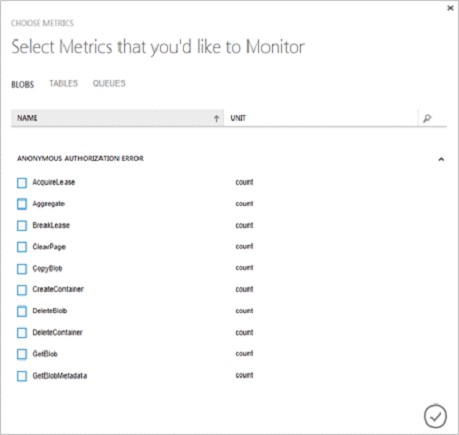 CHOOSE METRICS
Select Metrics that you'd like to Monitor
BLOBS TABLES QUEUES
NAME UNIT
ANONYMOUS AUTHORIZATION ERROR
AcquireLease count
Aggregate count
BreakLease count
ClearPage count
CopyBlob count
CreateContainer count
DeleteBlob count
DeleteContainer count
GetBlob count
GetBlobMetadata count